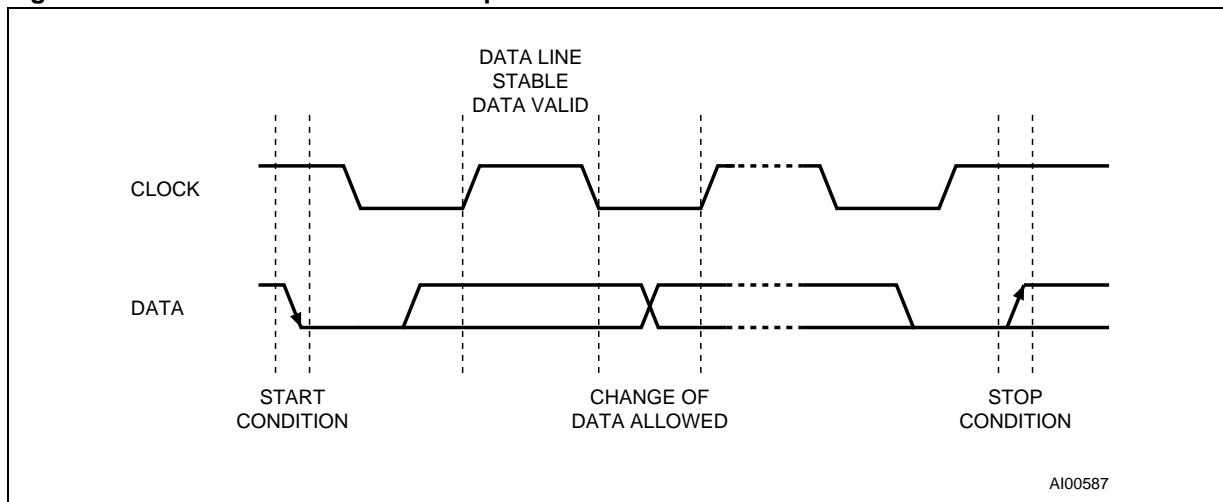 DATA LINE
STABLE
DATA VALID
CLOCK
DATA
START
CONDITION
CHANGE OF
DATA ALLOWED
STOP
CONDITION
AI00587